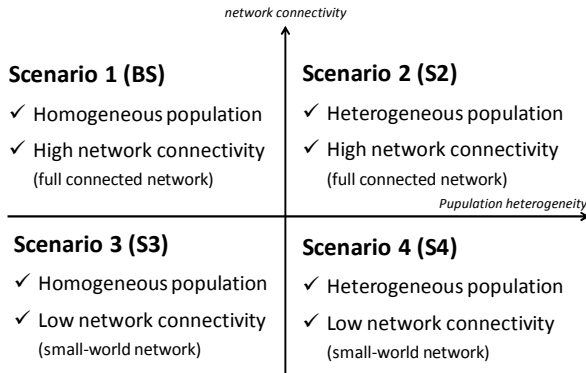 network connectivity
Scenario 1 (BS)
✓ Homogeneous population
✓ High network connectivity
(full connected network)
Scenario 2 (S2)
✓ Heterogeneous population
✓ High network connectivity
(full connected network)
Pupulation heterogeneity
Scenario 3 (S3)
✓ Homogeneous population
✓ Low network connectivity
(small-world network)
Scenario 4 (S4)
✓ Heterogeneous population
✓ Low network connectivity
(small-world network)